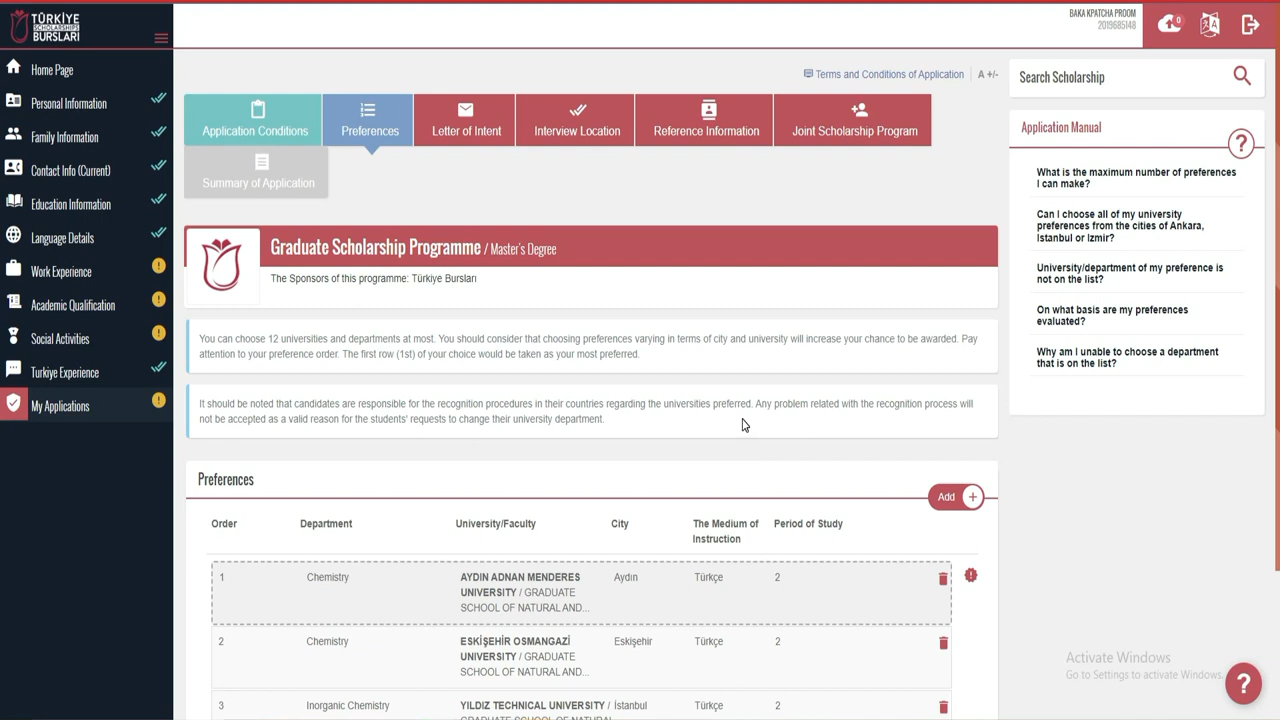 TÜRKİYE
SCHOLARSHIPS
BURSLARI
BAKA KPATCHA PROOM
2019685148
0
Home Page
Personal Information
Family Information
Contact Info (Current)
Education Information
Language Details
Work Experience
Academic Qualification
Social Activities
Turkiye Experience
My Applications
Terms and Conditions of Application
A +/-
Application Conditions
Preferences
Letter of Intent
Interview Location
Reference Information
Joint Scholarship Program
Summary of Application
Graduate Scholarship Programme / Master's Degree
The Sponsors of this programme: Türkiye Bursları
You can choose 12 universities and departments at most. You should consider that choosing preferences varying in terms of city and university will increase your chance to be awarded. Pay
attention to your preference order. The first row (1st) of your choice would be taken as your most preferred.
It should be noted that candidates are responsible for the recognition procedures in their countries regarding the universities preferred. Any problem related with the recognition process will
not be accepted as a valid reason for the students' requests to change their university department.
Preferences
Add +
Order Department University/Faculty City The Medium of Period of Study
Instruction
1 Chemistry AYDIN ADNAN MENDERES Aydın Türkçe 2
UNIVERSITY / GRADUATE
SCHOOL OF NATURAL AND...
2 Chemistry ESKİŞEHİR OSMANGAZİ Eskişehir Türkçe 2
UNIVERSITY / GRADUATE
SCHOOL OF NATURAL AND...
3 Inorganic Chemistry YILDIZ TECHNICAL UNIVERSITY / İstanbul Türkçe 2
GRADUATE SCHOOL OF NATURAL
Search Scholarship
Application Manual
?
What is the maximum number of preferences
I can make?
Can I choose all of my university
preferences from the cities of Ankara,
Istanbul or Izmir?
University/department of my preference is
not on the list?
On what basis are my preferences
evaluated?
Why am I unable to choose a department
that is on the list?
Activate Windows
Go to Settings to activate Windows.
?